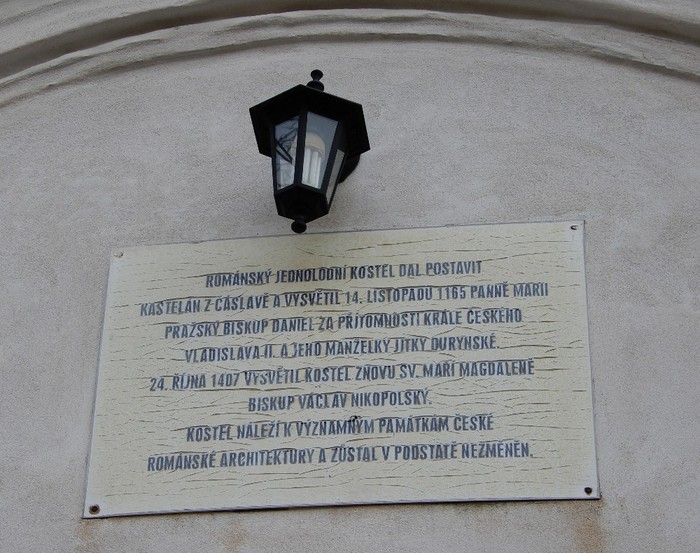 ROMÁNSKÝ JEDNOLODNÍ KOSTEL DAL POSTAVIT
KASTELÁN Z ČÁSLAVĚ A VYSVĚTIL 14. LISTOPADU 1165 PANNĚ MARII
PRAŽSKÝ BISKUP DANIEL ZA PŘÍTOMNOSTI KRÁLE ČESKÉHO
VLADISLAVA II. A JEHO MANŽELKY JITKY DURYNSKÉ.
24. ŘÍJNA 1407 VYSVĚTIL KOSTEL ZNOVU SV. MAŘÍ MAGDALENĚ
BISKUP VÁCLAV NIKOPOLSKÝ.
KOSTEL NÁLEŽÍ K VÝZNAMNÝM PAMÁTKÁM ČESKÉ
ROMÁNSKÉ ARCHITEKTURY A ZŮSTAL V PODSTATĚ NEZMĚNĚN.